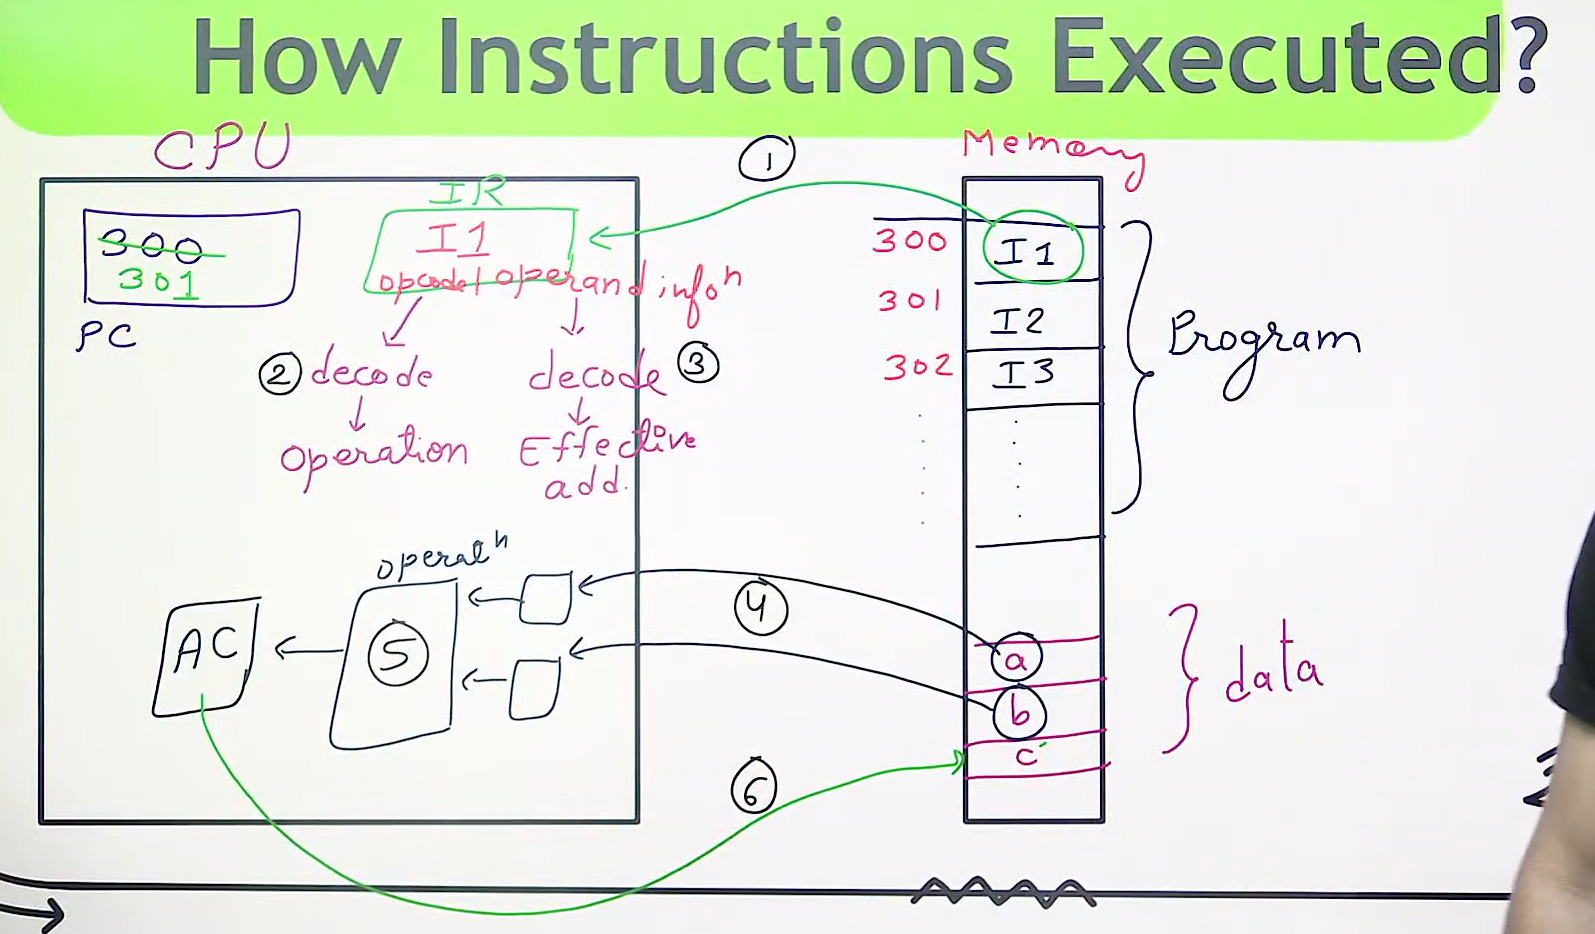 How Instructions Executed?
CPU
Memory
1
IR
300
301
PC
I1
opcode | operand infoⁿ
2 decode
operation
decode 3
Effective
add.
300 I1
301 I2
302 I3
Program
operatⁿ
AC
5
4
6
a
b
c
data